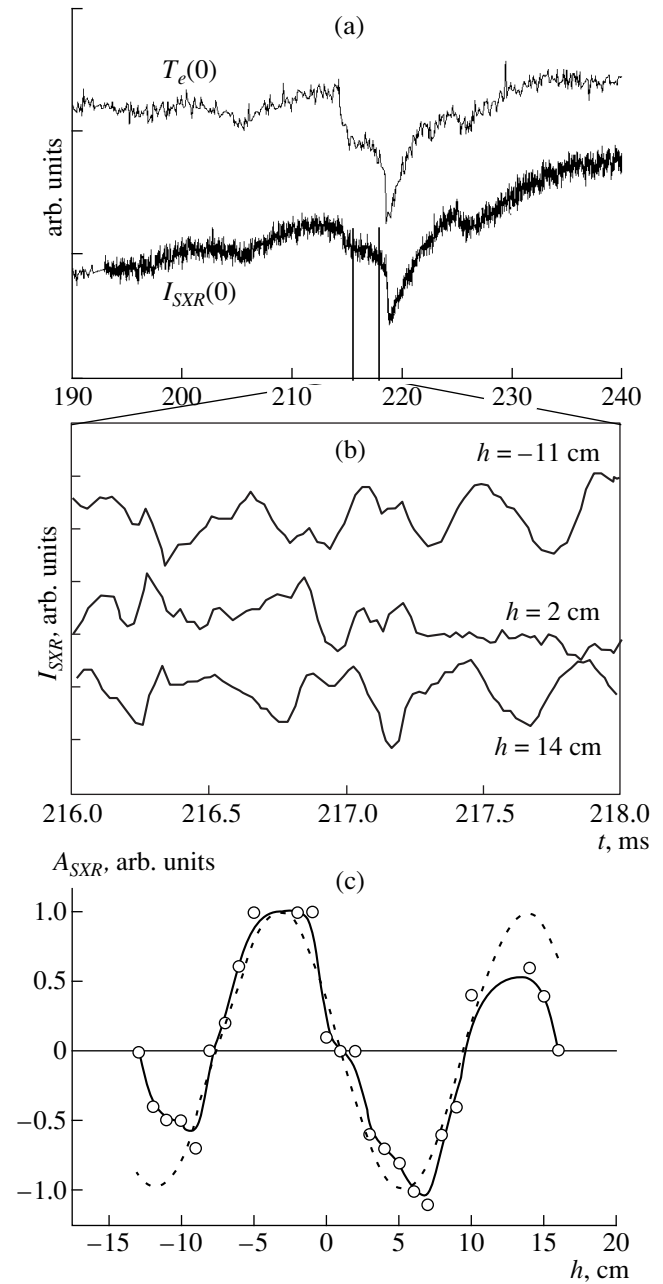 (a)
T_e(0)
arb. units
I_SXR(0)
190 200 210 220 230 240
(b)
h = –11 cm
I_SXR, arb. units
h = 2 cm
h = 14 cm
216.0 216.5 217.0 217.5 218.0
t, ms
A_SXR, arb. units
(c)
1.0
0.5
0
–0.5
–1.0
–15 –10 –5 0 5 10 15 20
h, cm